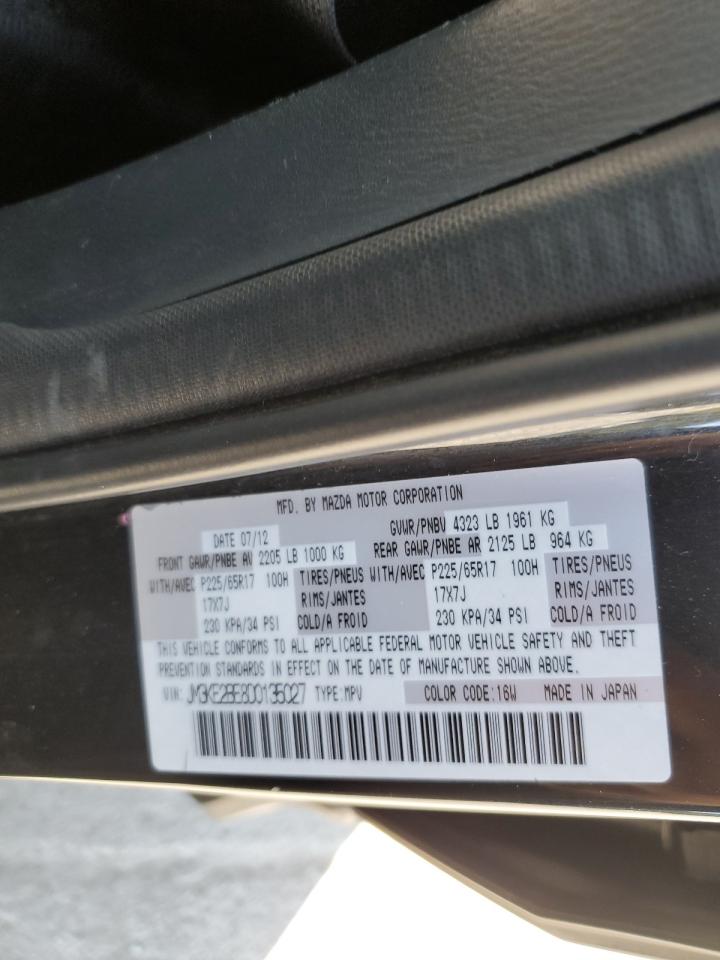 MFD. BY MAZDA MOTOR CORPORATION
DATE 07/12 GVWR/PNBV 4323 LB 1961 KG
FRONT GAWR/PNBE AV 2205 LB 1000 KG REAR GAWR/PNBE AR 2125 LB 964 KG
WITH/AVEC P225/65R17 100H TIRES/PNEUS WITH/AVEC P225/65R17 100H TIRES/PNEUS
17X7J RIMS/JANTES 17X7J RIMS/JANTES
230 KPA/34 PSI COLD/A FROID 230 KPA/34 PSI COLD/A FROID
THIS VEHICLE CONFORMS TO ALL APPLICABLE FEDERAL MOTOR VEHICLE SAFETY AND THEFT
PREVENTION STANDARDS IN EFFECT ON THE DATE OF MANUFACTURE SHOWN ABOVE.
VIN: TYPE:MPV COLOR CODE:16W MADE IN JAPAN